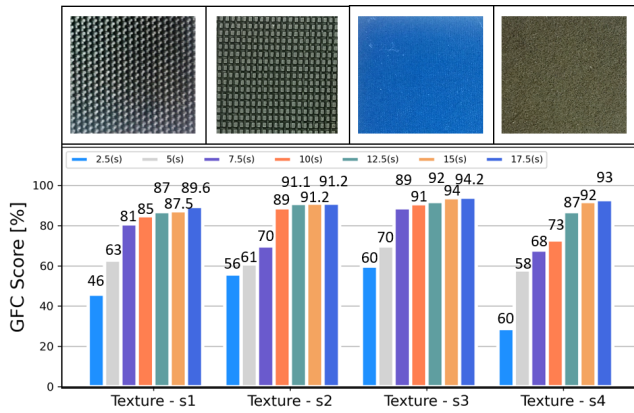 2.5(s) 5(s) 7.5(s) 10(s) 12.5(s) 15(s) 17.5(s)
GFC Score [%]
100
80
60
40
20
0
46 63 81 85 87 87.5 89.6
56 61 70 89 91.1 91.2 91.2
60 70 89 91 92 94 94.2
60 58 68 73 87 92 93
Texture - s1 Texture - s2 Texture - s3 Texture - s4